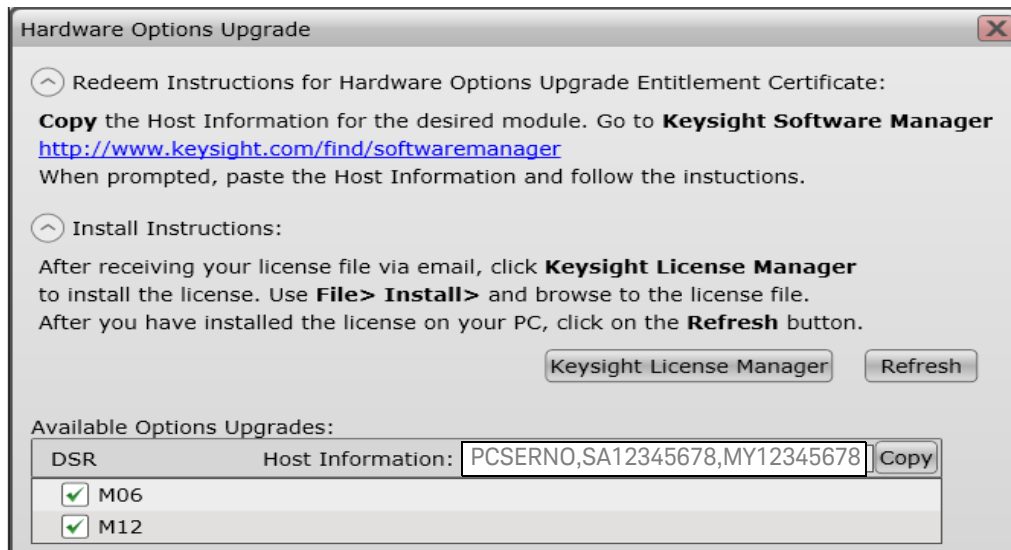 Hardware Options Upgrade
Redeem Instructions for Hardware Options Upgrade Entitlement Certificate:
Copy the Host Information for the desired module. Go to Keysight Software Manager
http://www.keysight.com/find/softwaremanager
When prompted, paste the Host Information and follow the instuctions.
Install Instructions:
After receiving your license file via email, click Keysight License Manager
to install the license. Use File> Install> and browse to the license file.
After you have installed the license on your PC, click on the Refresh button.
Keysight License Manager Refresh
Available Options Upgrades:
DSR Host Information: PCSERNO,SA12345678,MY12345678 Copy
M06
M12